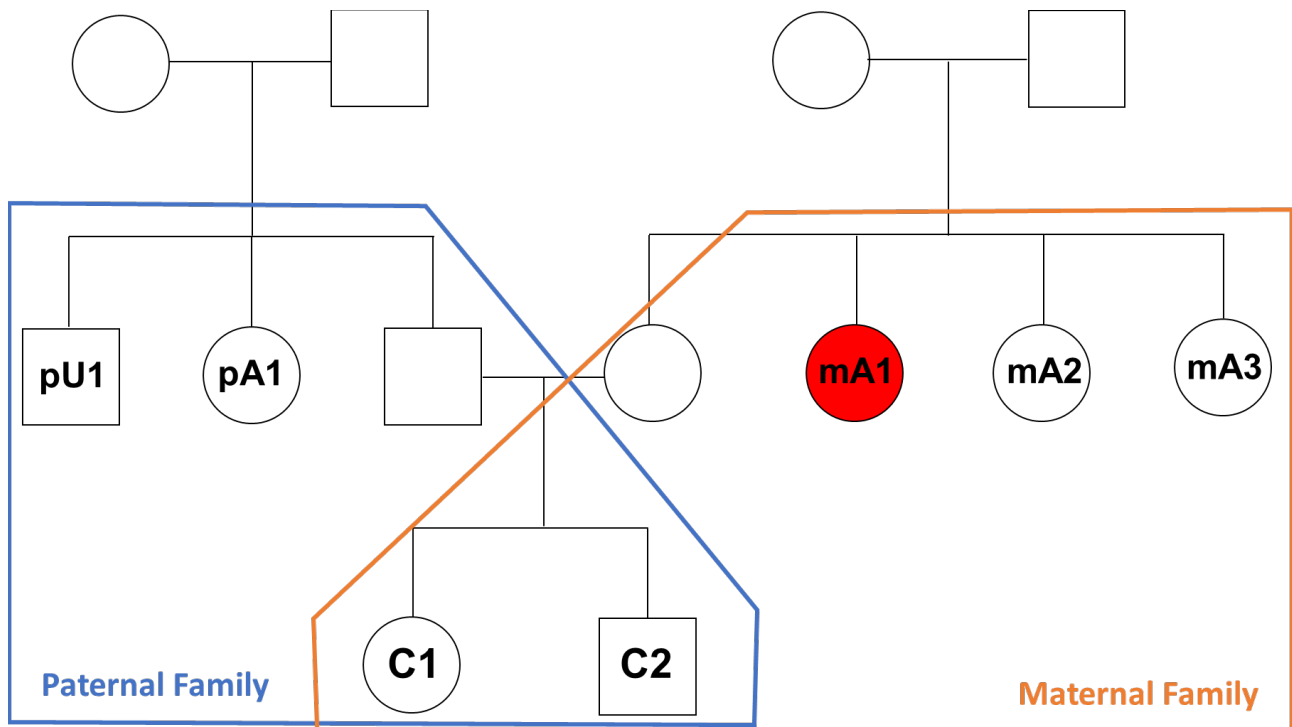 pU1
pA1
mA1
mA2
mA3
C1
C2
Paternal Family
Maternal Family